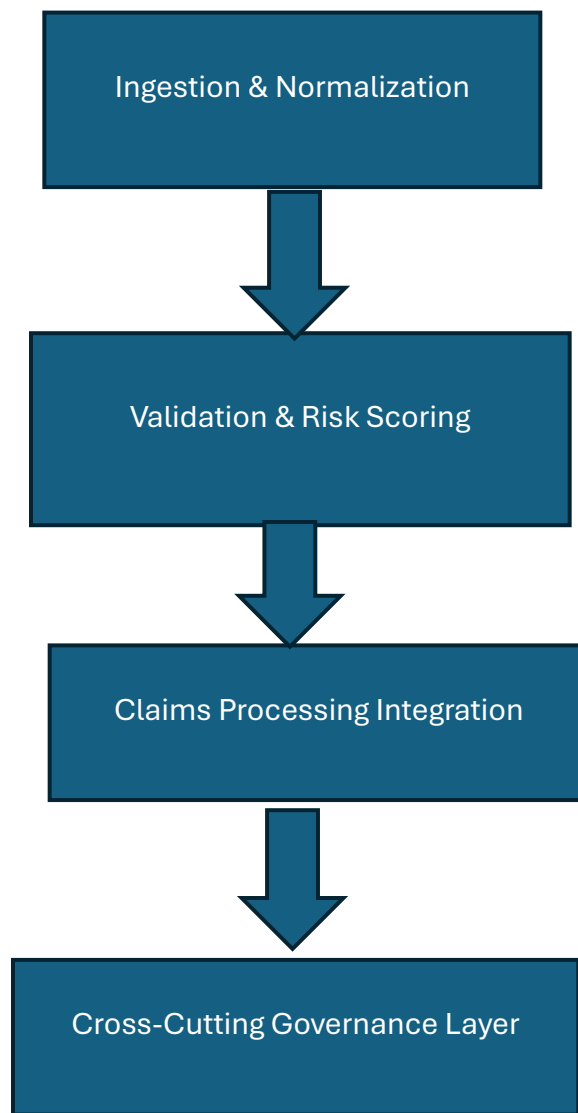 Ingestion & Normalization
Validation & Risk Scoring
Claims Processing Integration
Cross-Cutting Governance Layer